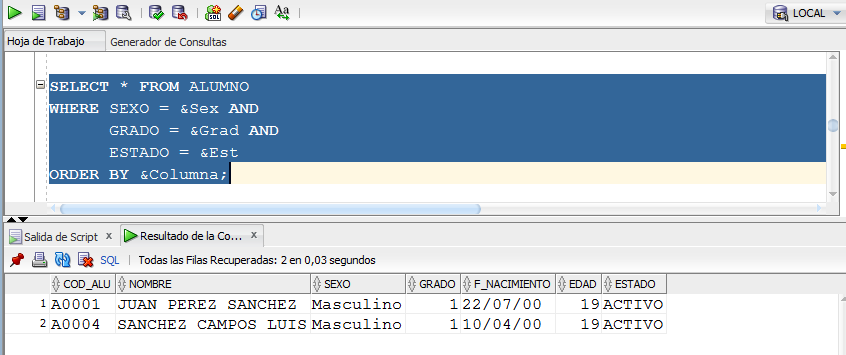 SQL
Aa
LOCAL
Hoja de Trabajo Generador de Consultas
SELECT * FROM ALUMNO
WHERE SEXO = &Sex AND
GRADO = &Grad AND
ESTADO = &Est
ORDER BY &Columna;
Salida de Script x Resultado de la Co... x
SQL | Todas las Filas Recuperadas: 2 en 0,03 segundos
COD_ALU NOMBRE SEXO GRADO F_NACIMIENTO EDAD ESTADO
1 A0001 JUAN PEREZ SANCHEZ Masculino 1 22/07/00 19 ACTIVO
2 A0004 SANCHEZ CAMPOS LUIS Masculino 1 10/04/00 19 ACTIVO